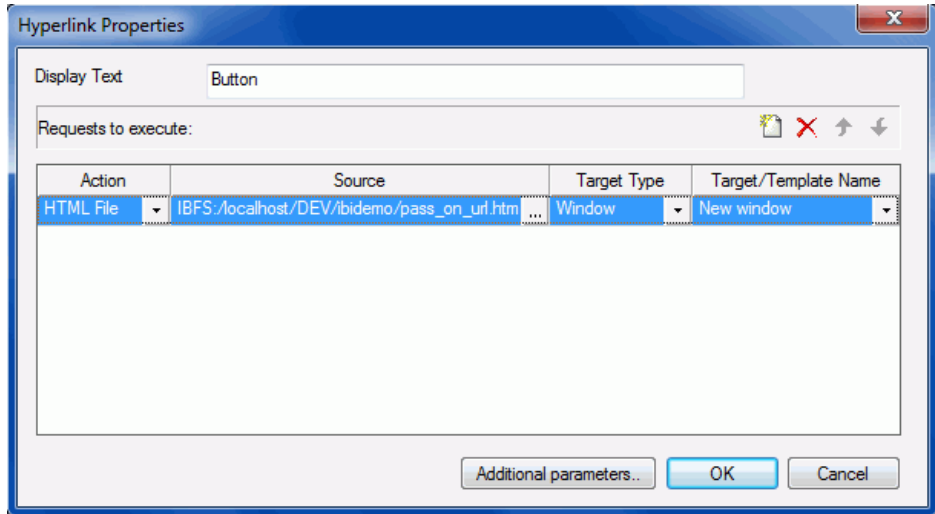 Hyperlink Properties
Display Text Button
Requests to execute:
Action Source Target Type Target/Template Name
HTML File IBFS:/localhost/DEV/ibidemo/pass_on_url.htm ... Window New window
Additional parameters.. OK Cancel